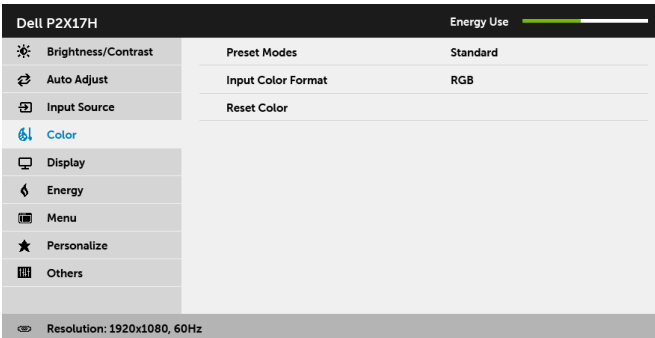 Dell P2X17H Energy Use
Brightness/Contrast Preset Modes Standard
Auto Adjust Input Color Format RGB
Input Source Reset Color
Color
Display
Energy
Menu
Personalize
Others
Resolution: 1920x1080, 60Hz